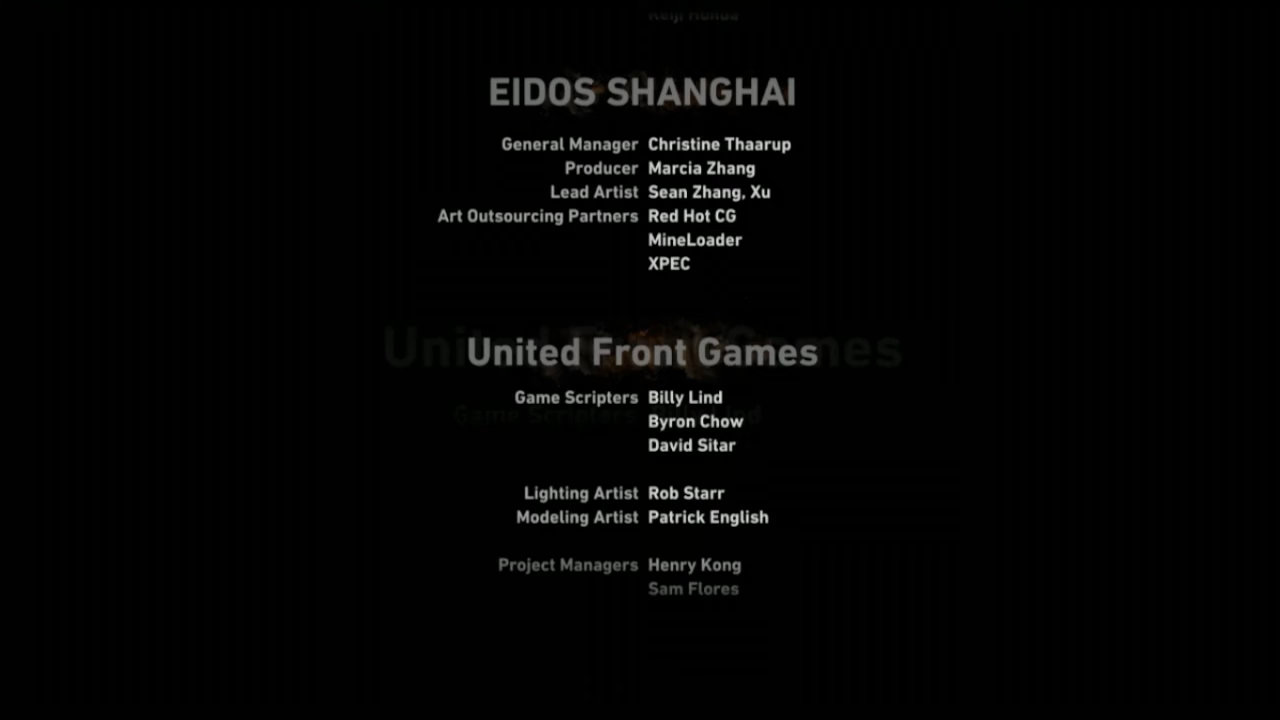 Keiji Honda
EIDOS SHANGHAI
General Manager Christine Thaarup
Producer Marcia Zhang
Lead Artist Sean Zhang, Xu
Art Outsourcing Partners Red Hot CG
MineLoader
XPEC
United Front Games
Game Scripters Billy Lind
Byron Chow
David Sitar
Lighting Artist Rob Starr
Modeling Artist Patrick English
Project Managers Henry Kong
Sam Flores